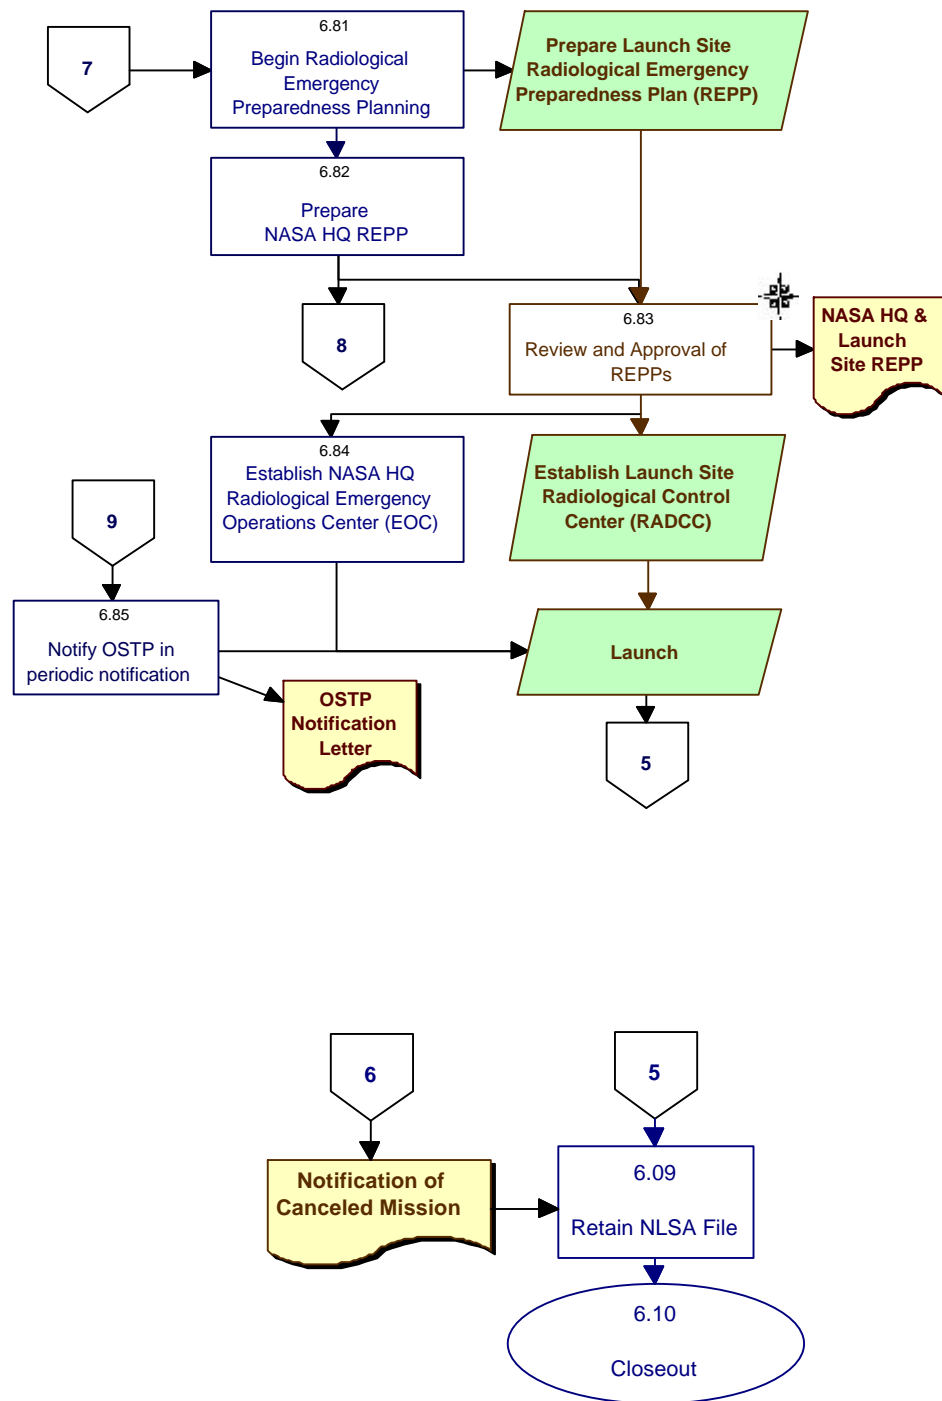 7
6.81
Begin Radiological
Emergency
Preparedness Planning
Prepare Launch Site
Radiological Emergency
Preparedness Plan (REPP)
6.82
Prepare
NASA HQ REPP
8
6.83
Review and Approval of
REPPs
NASA HQ &
Launch
Site REPP
6.84
Establish NASA HQ
Radiological Emergency
Operations Center (EOC)
Establish Launch Site
Radiological Control
Center (RADCC)
9
6.85
Notify OSTP in
periodic notification
Launch
OSTP
Notification
Letter
5
6
5
Notification of
Canceled Mission
6.09
Retain NLSA File
6.10
Closeout